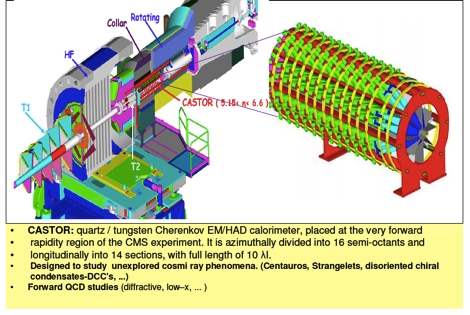 Rotating
Collar
HF
CASTOR ( 5.15< η< 6.6 )
T1
T2
• CASTOR: quartz / tungsten Cherenkov EM/HAD calorimeter, placed at the very forward
• rapidity region of the CMS experiment. It is azimuthally divided into 16 semi-octants and
• longitudinally into 14 sections, with full length of 10 λI.
• Designed to study unexplored cosmi ray phenomena. (Centauros, Strangelets, disoriented chiral
condensates-DCC's, ...)
• Forward QCD studies (diffractive, low–x, ... )